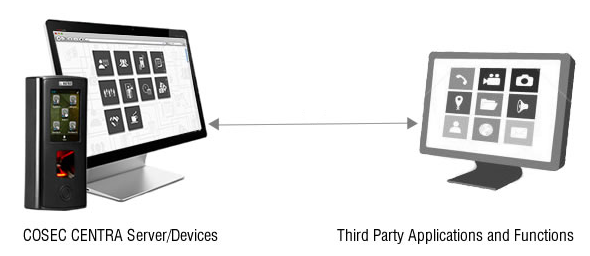 COSEC CENTRA Server/Devices
Third Party Applications and Functions